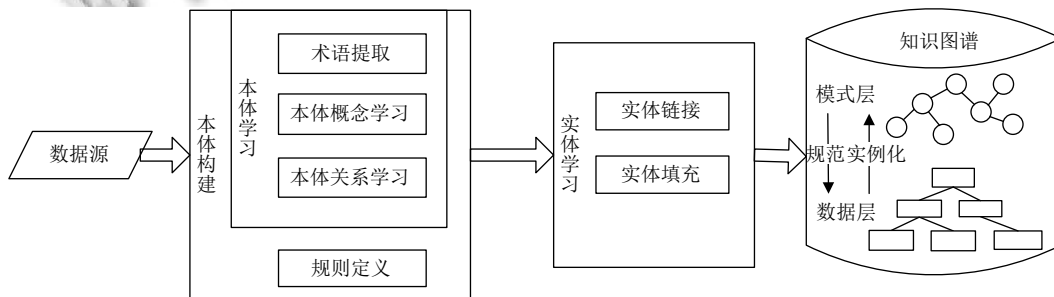 数据源
本体构建
本体学习
术语提取
本体概念学习
本体关系学习
规则定义
实体学习
实体链接
实体填充
知识图谱
模式层
规范 实例化
数据层